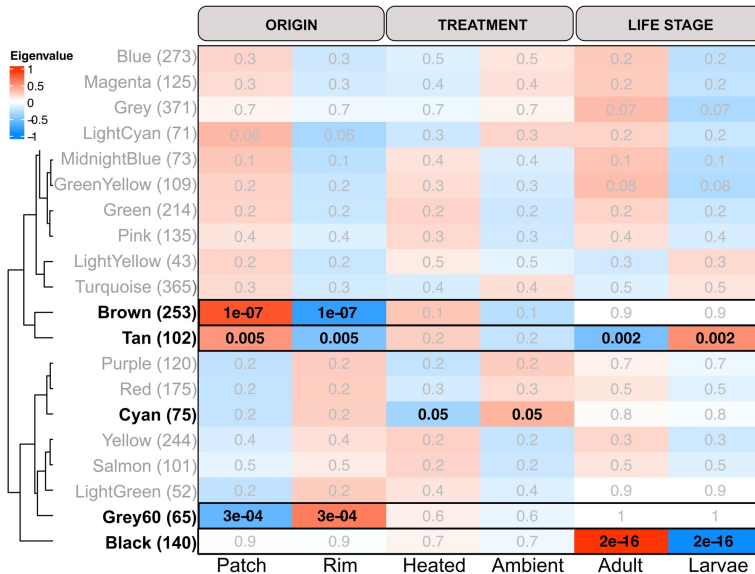 ORIGIN TREATMENT LIFE STAGE
Eigenvalue
1
0.5
0
-0.5
-1
Blue (273) 0.3 0.3 0.5 0.5 0.2 0.2
Magenta (125) 0.3 0.3 0.4 0.4 0.2 0.2
Grey (371) 0.7 0.7 0.7 0.7 0.07 0.07
LightCyan (71) 0.06 0.06 0.3 0.3 0.2 0.2
MidnightBlue (73) 0.1 0.1 0.4 0.4 0.1 0.1
GreenYellow (109) 0.2 0.2 0.3 0.3 0.08 0.08
Green (214) 0.2 0.2 0.2 0.2 0.2 0.2
Pink (135) 0.4 0.4 0.3 0.3 0.4 0.4
LightYellow (43) 0.2 0.2 0.5 0.5 0.3 0.3
Turquoise (365) 0.3 0.3 0.4 0.4 0.5 0.5
Brown (253) 1e-07 1e-07 0.1 0.1 0.9 0.9
Tan (102) 0.005 0.005 0.2 0.2 0.002 0.002
Purple (120) 0.2 0.2 0.2 0.2 0.7 0.7
Red (175) 0.2 0.2 0.3 0.3 0.5 0.5
Cyan (75) 0.2 0.2 0.05 0.05 0.8 0.8
Yellow (244) 0.4 0.4 0.2 0.2 0.3 0.3
Salmon (101) 0.5 0.5 0.2 0.2 0.5 0.5
LightGreen (52) 0.2 0.2 0.4 0.4 0.9 0.9
Grey60 (65) 3e-04 3e-04 0.6 0.6 1 1
Black (140) 0.9 0.9 0.7 0.7 2e-16 2e-16
Patch Rim Heated Ambient Adult Larvae